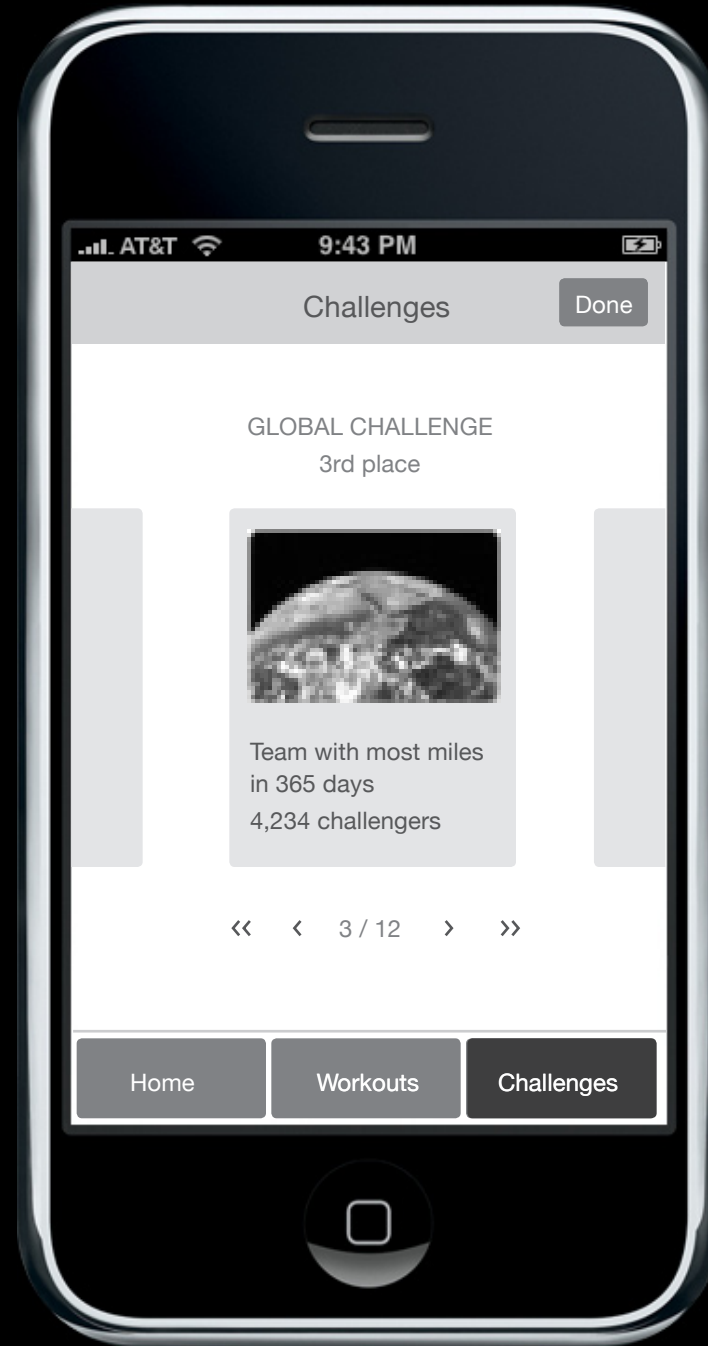 AT&T 9:43 PM
Challenges Done
GLOBAL CHALLENGE
3rd place
Team with most miles
in 365 days
4,234 challengers
‹‹ ‹ 3 / 12 › ››
Home Workouts Challenges